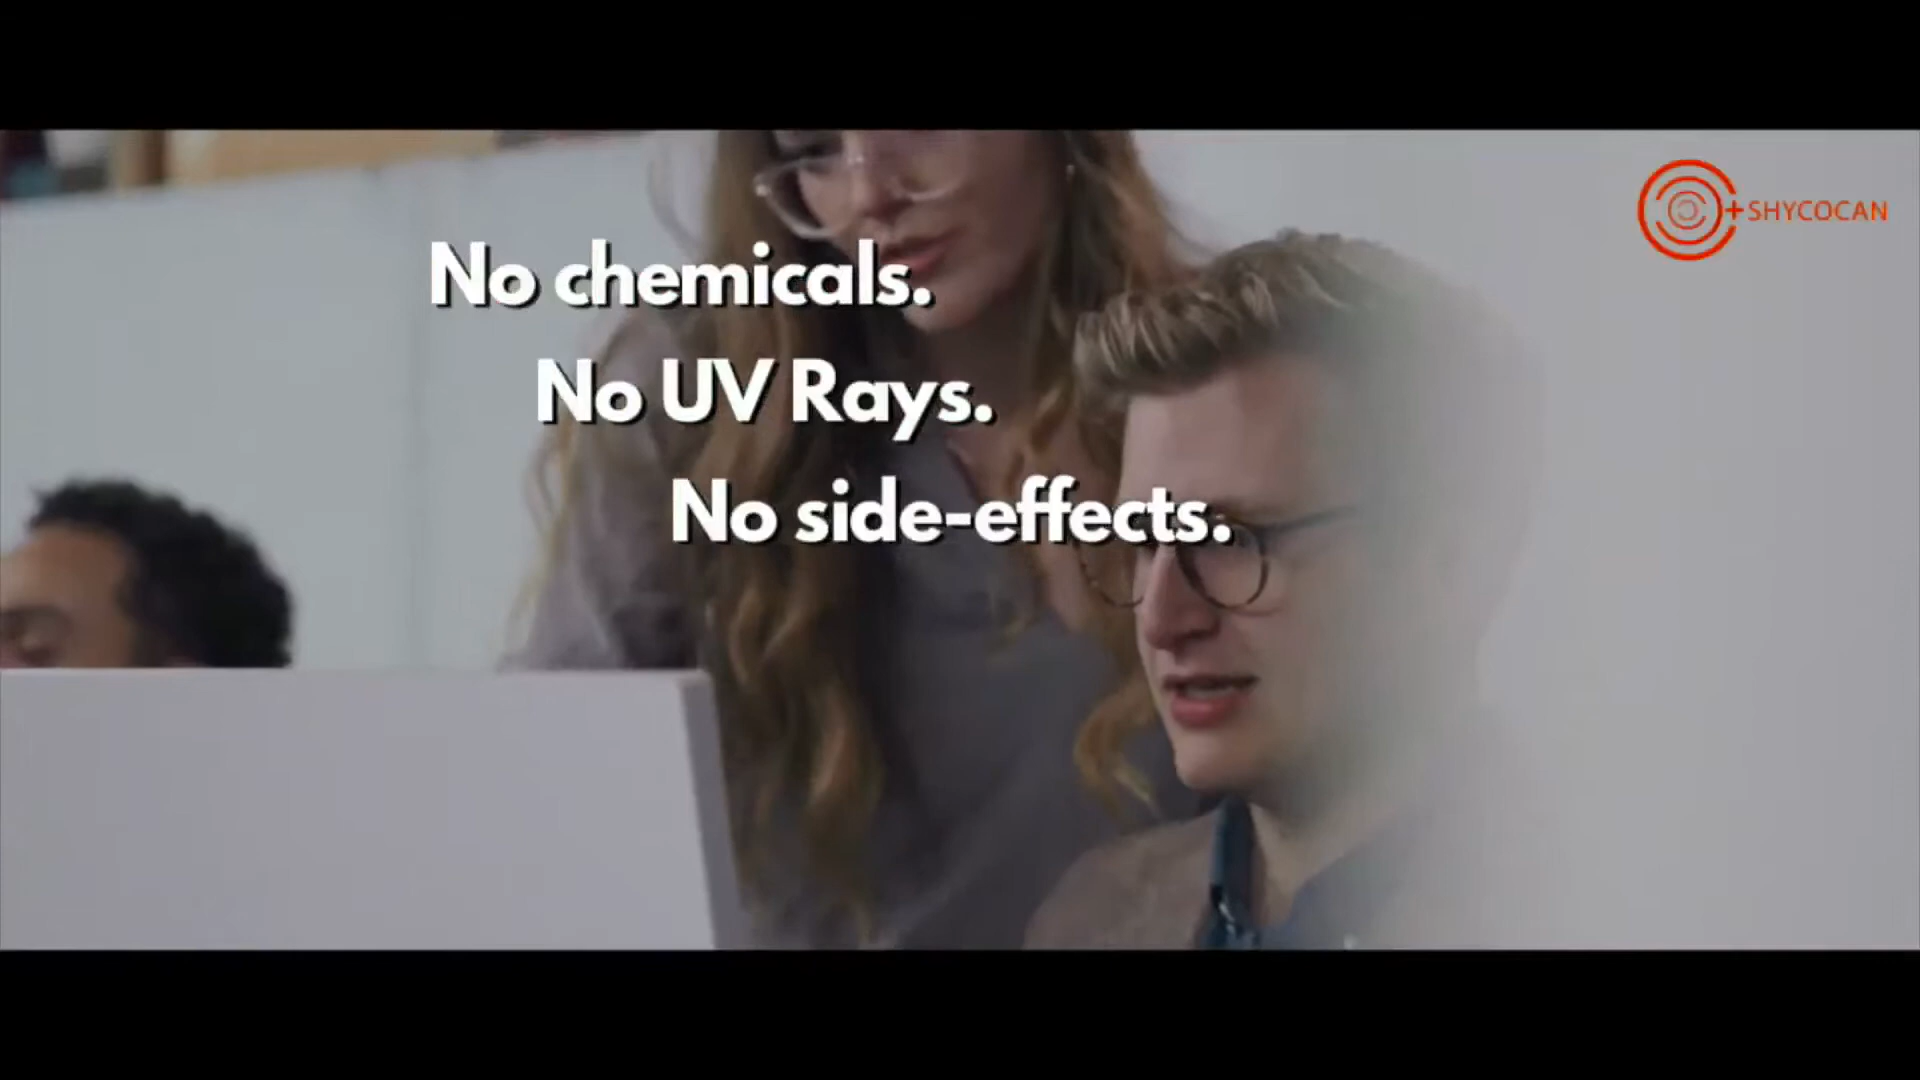 +SHYCOCAN
No chemicals.
No UV Rays.
No side-effects.